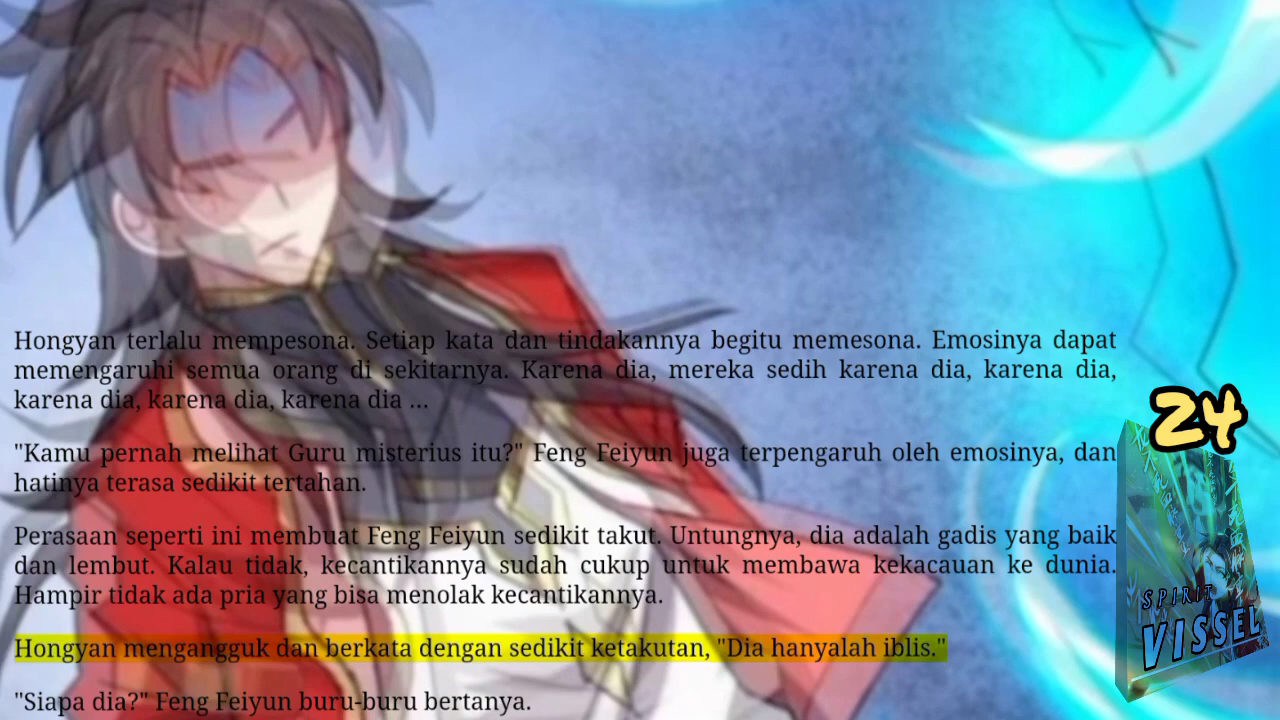 Hongyan terlalu mempesona. Setiap kata dan tindakannya begitu memesona. Emosinya dapat
memengaruhi semua orang di sekitarnya. Karena dia, mereka sedih karena dia, karena dia,
karena dia, karena dia, karena dia ...
"Kamu pernah melihat Guru misterius itu?" Feng Feiyun juga terpengaruh oleh emosinya, dan
hatinya terasa sedikit tertahan.
Perasaan seperti ini membuat Feng Feiyun sedikit takut. Untungnya, dia adalah gadis yang baik
dan lembut. Kalau tidak, kecantikannya sudah cukup untuk membawa kekacauan ke dunia.
Hampir tidak ada pria yang bisa menolak kecantikannya.
Hongyan mengangguk dan berkata dengan sedikit ketakutan, "Dia hanyalah iblis."
"Siapa dia?" Feng Feiyun buru-buru bertanya.
24
SPIRIT
VISSEL